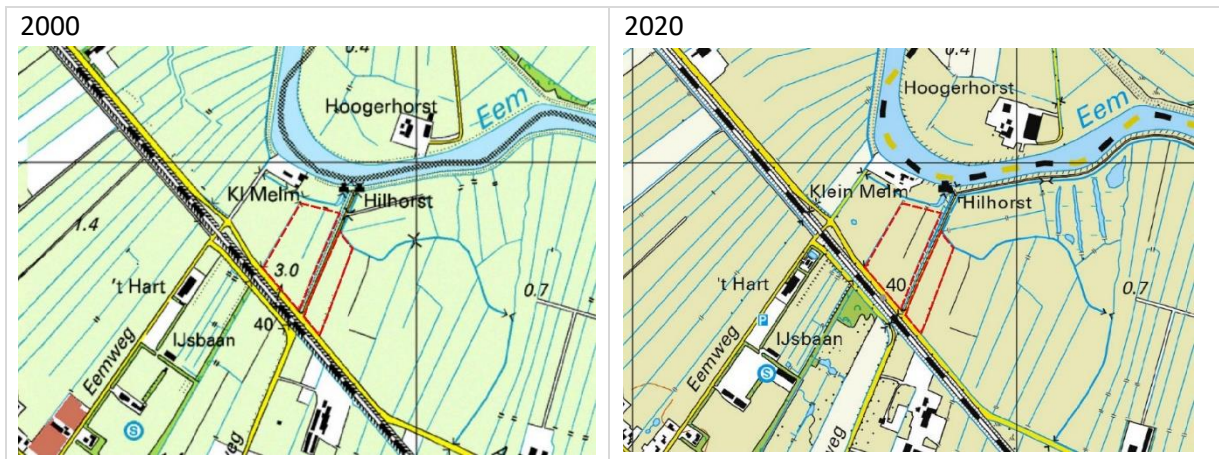 2000
0.4
Hoogerhorst
Eem
Kl Melm
Hilhorst
1.4
't Hart
3.0
0.7
40
IJsbaan
Eemweg
S
weg
2020
0.4
Hoogerhorst
Eem
Klein Melm
Hilhorst
't Hart
40
0.7
P
IJsbaan
Eemweg
S
weg